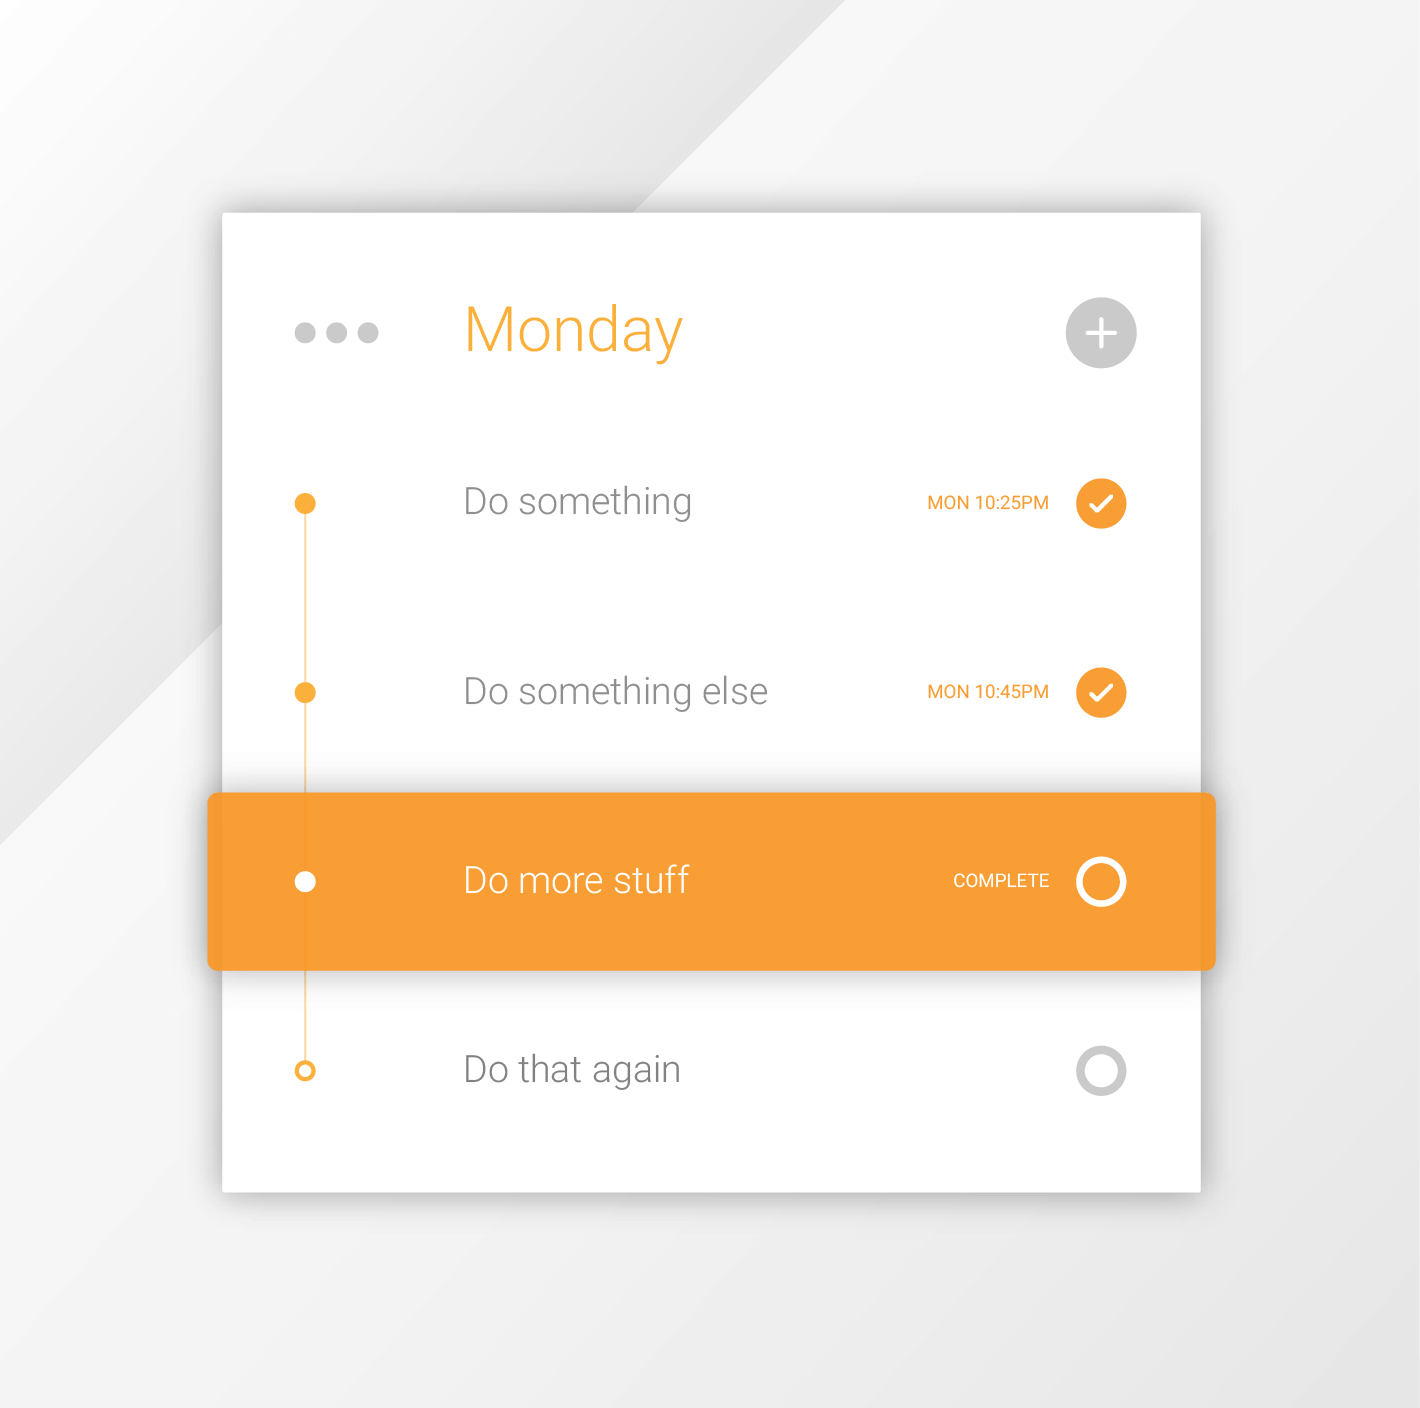 Monday
Do something MON 10:25PM
Do something else MON 10:45PM
Do more stuff COMPLETE
Do that again